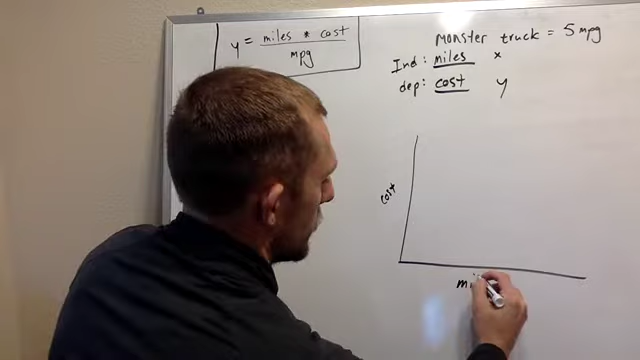 y = miles * cost
mpg
Monster truck = 5 mpg
Ind: miles x
dep: cost y
cost